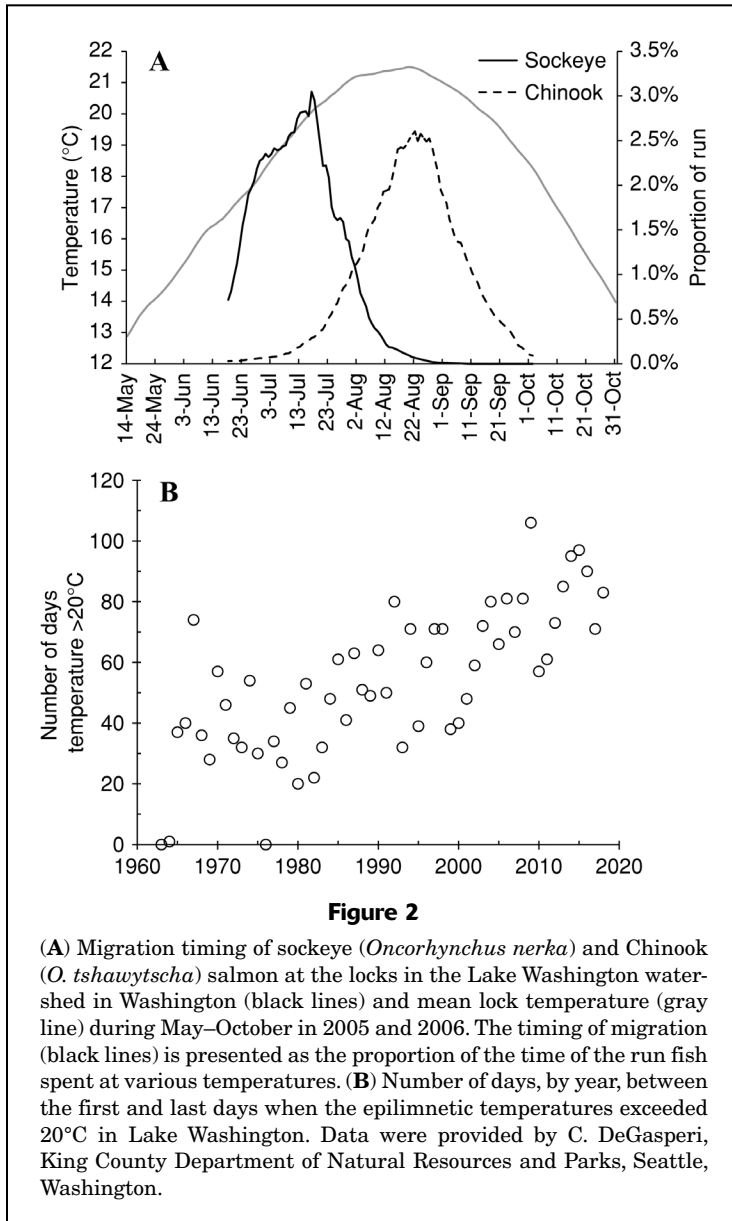 A
Sockeye
Chinook
22
21
20
19
18
17
16
15
14
13
12
Temperature (°C)
3.5%
3.0%
2.5%
2.0%
1.5%
1.0%
0.5%
0.0%
Proportion of run
14-May
24-May
3-Jun
13-Jun
23-Jun
3-Jul
13-Jul
23-Jul
2-Aug
12-Aug
22-Aug
1-Sep
11-Sep
21-Sep
1-Oct
11-Oct
21-Oct
31-Oct
B
120
100
80
60
40
20
0
Number of days
temperature >20°C
1960
1970
1980
1990
2000
2010
2020
Figure 2
(A) Migration timing of sockeye (Oncorhynchus nerka) and Chinook
(O. tshawytscha) salmon at the locks in the Lake Washington water-
shed in Washington (black lines) and mean lock temperature (gray
line) during May–October in 2005 and 2006. The timing of migration
(black lines) is presented as the proportion of the time of the run fish
spent at various temperatures. (B) Number of days, by year, between
the first and last days when the epilimnetic temperatures exceeded
20°C in Lake Washington. Data were provided by C. DeGasperi,
King County Department of Natural Resources and Parks, Seattle,
Washington.